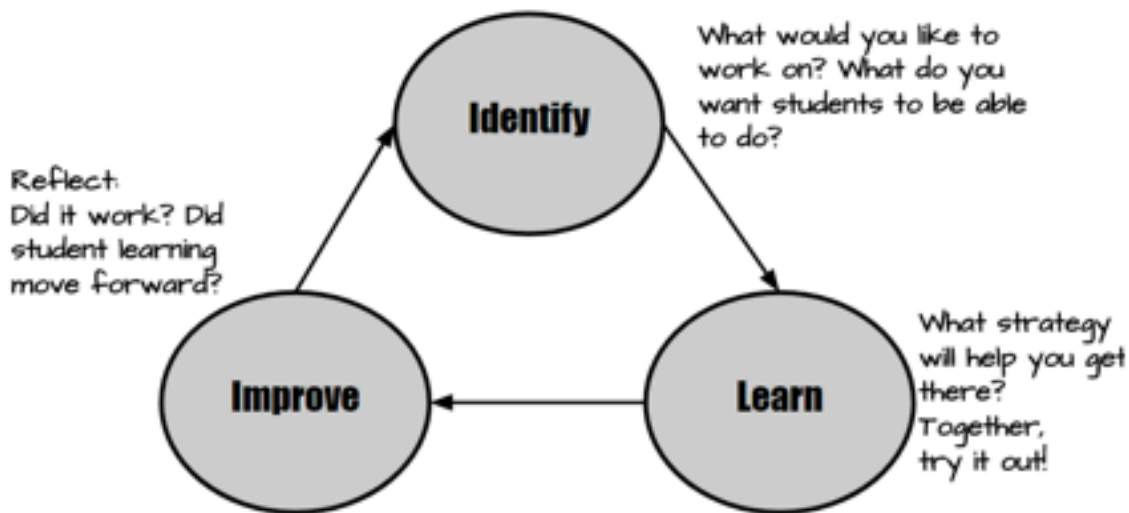 Identify
What would you like to
work on? What do you
want students to be able
to do?
Reflect:
Did it work? Did
student learning
move forward?
Improve
Learn
What strategy
will help you get
there?
Together,
try it out!